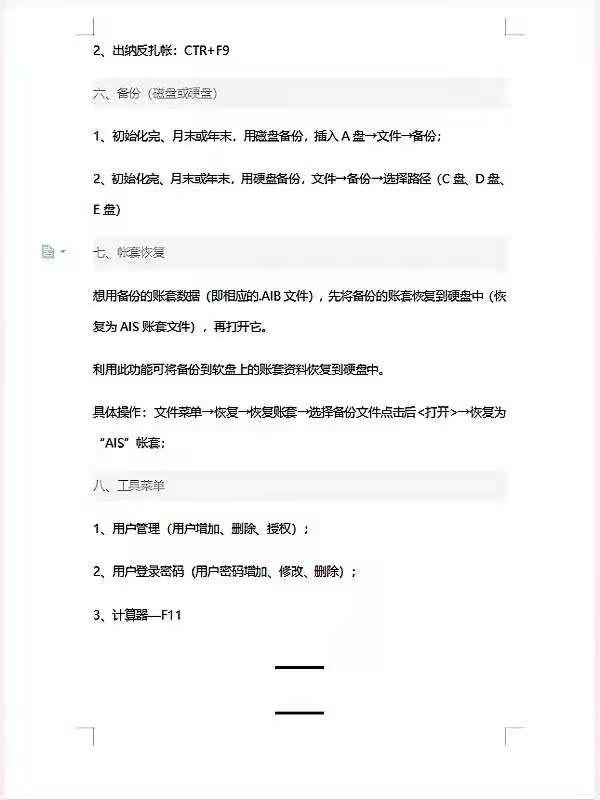 2、出纳反扎帐：CTR+F9
六、备份（磁盘或硬盘）
1、初始化完、月末或年末，用磁盘备份，插入 A 盘→文件→备份；
2、初始化完、月末或年末，用硬盘备份，文件→备份→选择路径（C 盘、D 盘、
E 盘）
七、帐套恢复
想用备份的账套数据（即相应的.AIB 文件），先将备份的账套恢复到硬盘中（恢
复为 AIS 账套文件），再打开它。
利用此功能可将备份到软盘上的账套资料恢复到硬盘中。
具体操作：文件菜单→恢复→恢复账套→选择备份文件点击后<打开>→恢复为
“AIS”帐套；
八、工具菜单
1、用户管理（用户增加、删除、授权）；
2、用户登录密码（用户密码增加、修改、删除）；
3、计算器—F11